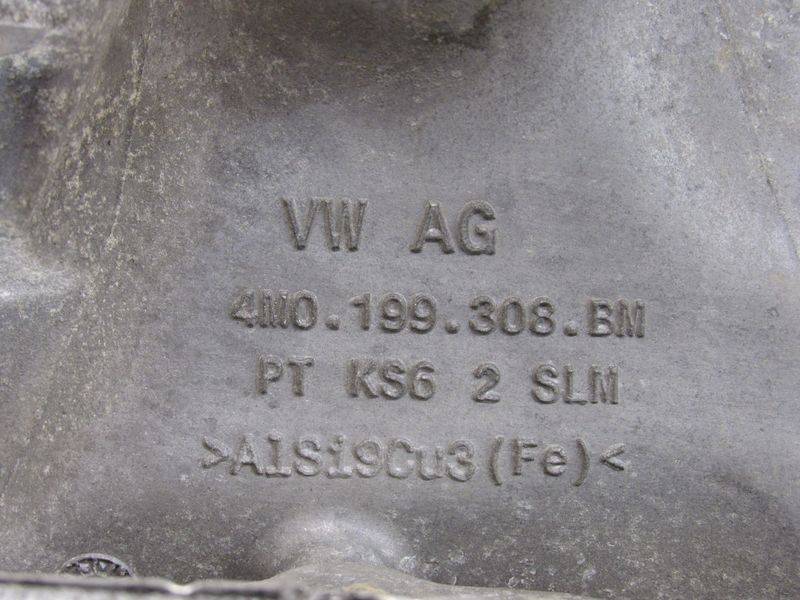 VW AG
4M0.199.308.BM
PT KS6 2 SLM
>AlSi9Cu3(Fe)<